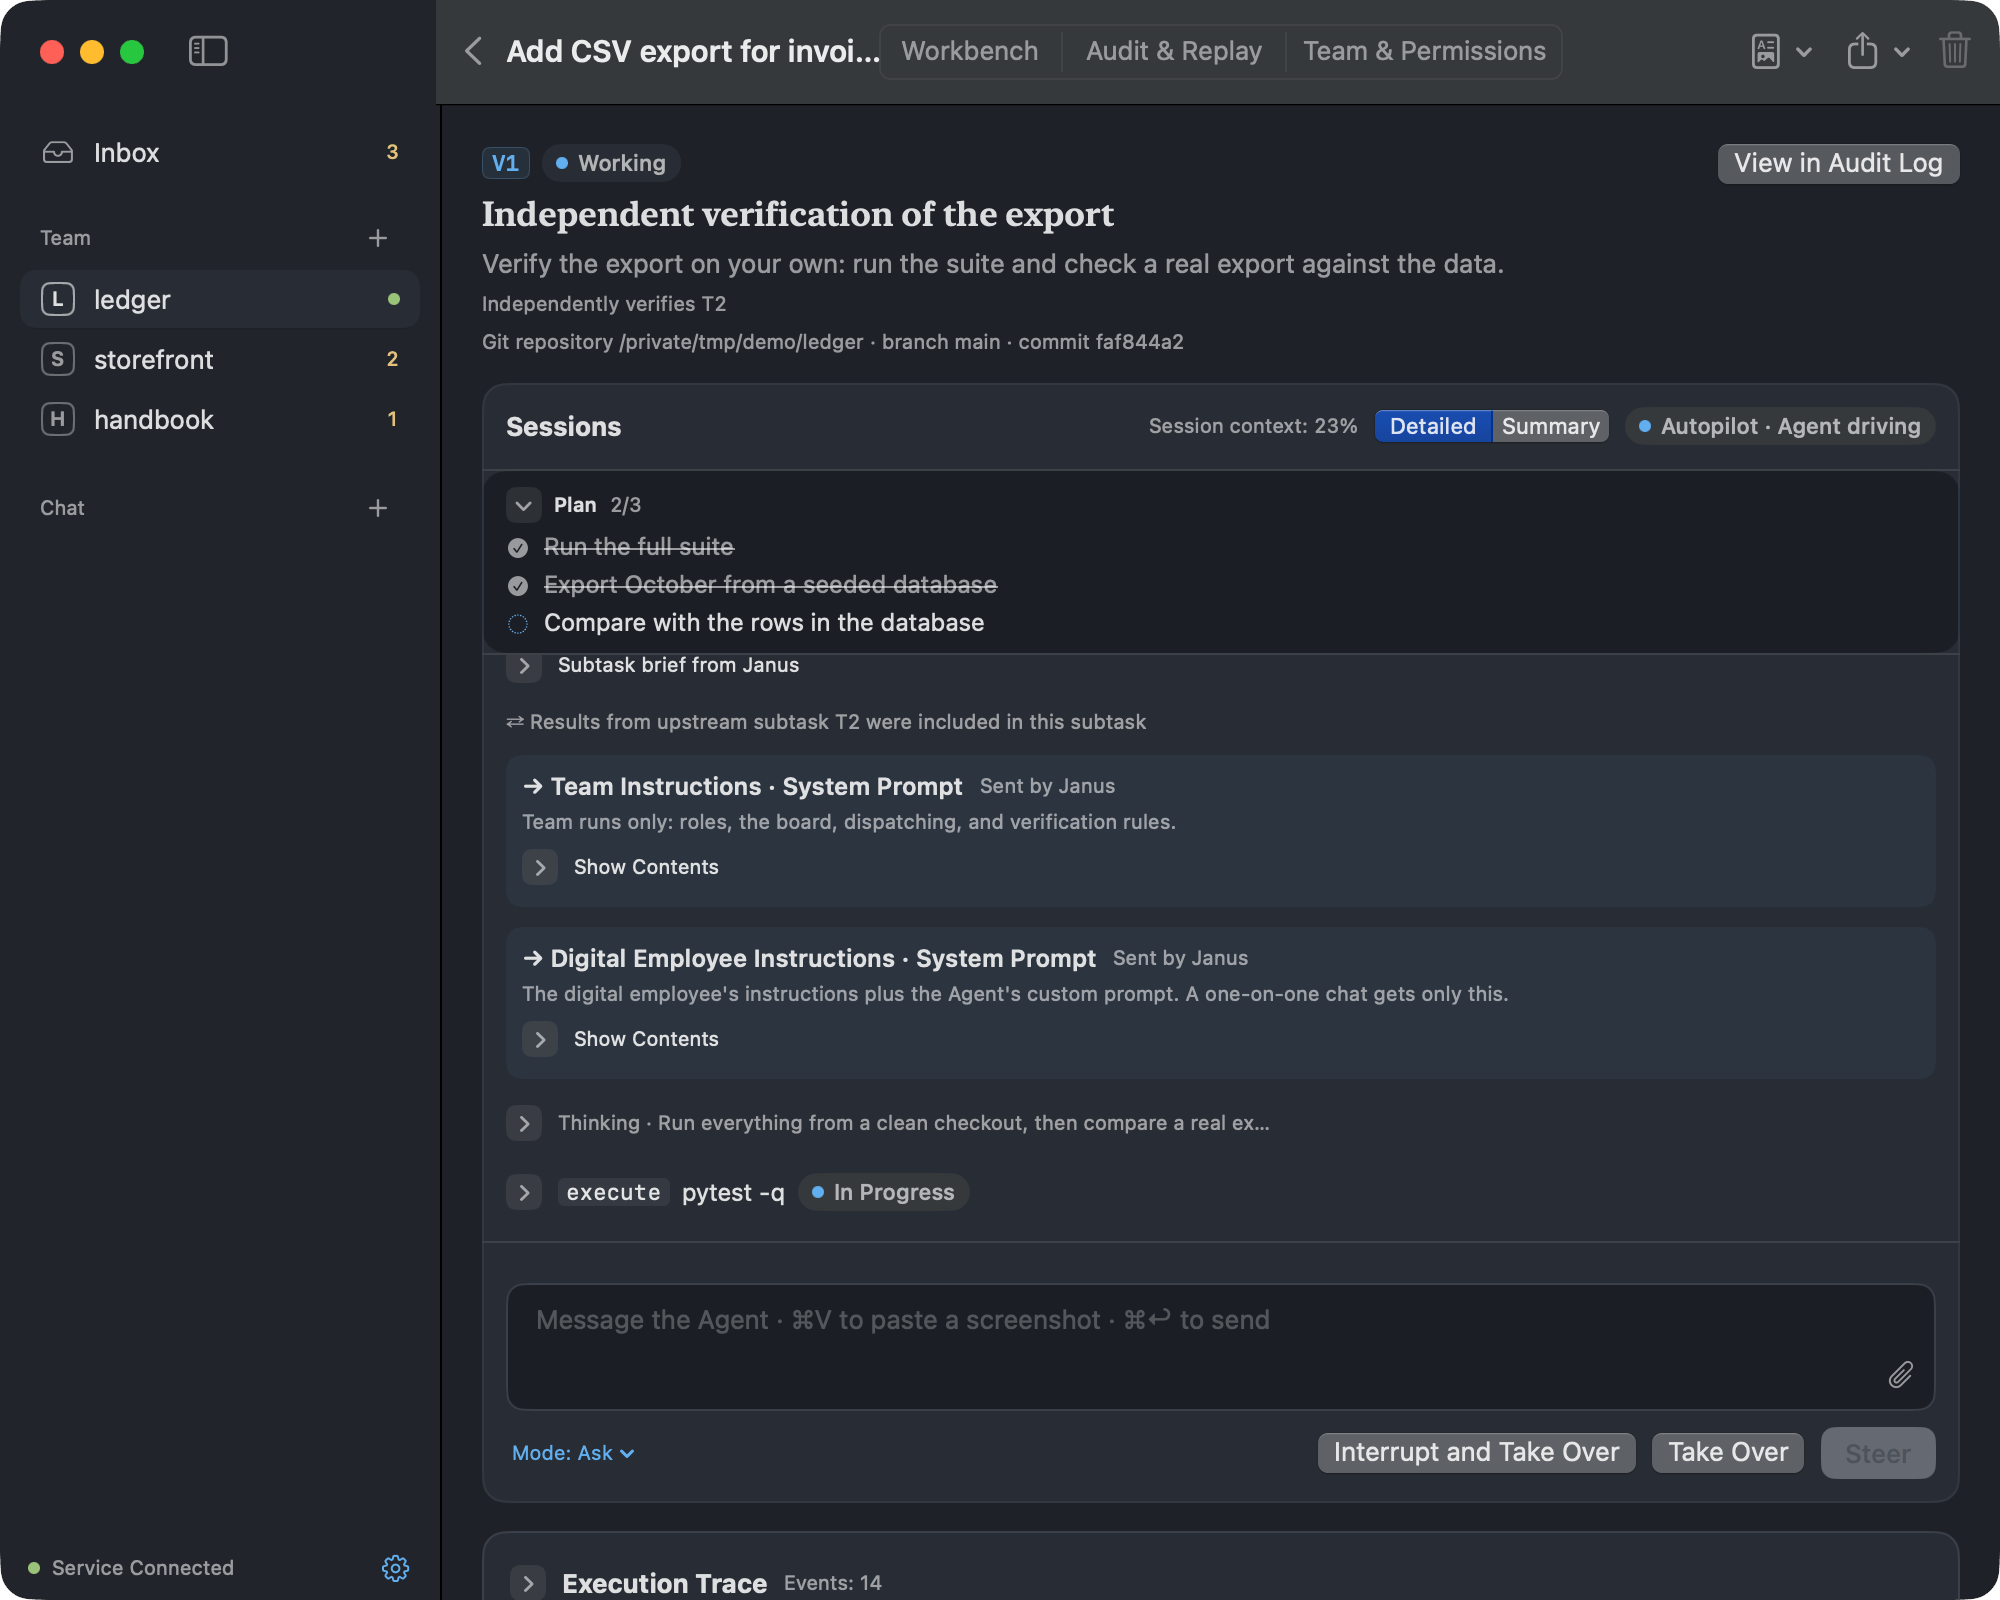 Add CSV export for invoi...
Workbench
Audit & Replay
Team & Permissions
Inbox
3
Team
L
ledger
S
storefront
2
H
handbook
1
Chat
Service Connected
V1
Working
View in Audit Log
Independent verification of the export
Verify the export on your own: run the suite and check a real export against the data.
Independently verifies T2
Git repository /private/tmp/demo/ledger · branch main · commit faf844a2
Sessions
Session context: 23%
Detailed
Summary
Autopilot · Agent driving
Plan 2/3
Run the full suite
Export October from a seeded database
Compare with the rows in the database
Subtask brief from Janus
⇄ Results from upstream subtask T2 were included in this subtask
→ Team Instructions · System Prompt Sent by Janus
Team runs only: roles, the board, dispatching, and verification rules.
Show Contents
→ Digital Employee Instructions · System Prompt Sent by Janus
The digital employee's instructions plus the Agent's custom prompt. A one-on-one chat gets only this.
Show Contents
Thinking · Run everything from a clean checkout, then compare a real ex...
execute pytest -q In Progress
Message the Agent · ⌘V to paste a screenshot · ⌘↩ to send
Mode: Ask
Interrupt and Take Over
Take Over
Steer
Execution Trace Events: 14